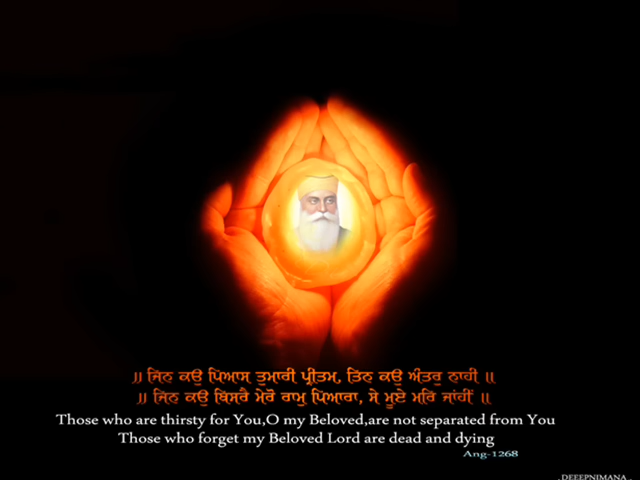 ॥ ਜਿਨ ਕਉ ਪਿਆਸ ਤੁਮਾਰੀ ਪ੍ਰੀਤਮ, ਤਿਨ ਕਉ ਅੰਤਰੁ ਨਾਹੀ ॥
॥ ਜਿਨ ਕਉ ਬਿਸਰੈ ਮੇਰੋ ਰਾਮੁ ਪਿਆਰਾ, ਸੇ ਮੂਏ ਮਰਿ ਜਾਂਹੀਂ ॥
Those who are thirsty for You,O my Beloved,are not separated from You
Those who forget my Beloved Lord are dead and dying
Ang-1268
.DEEEPNIMANA.